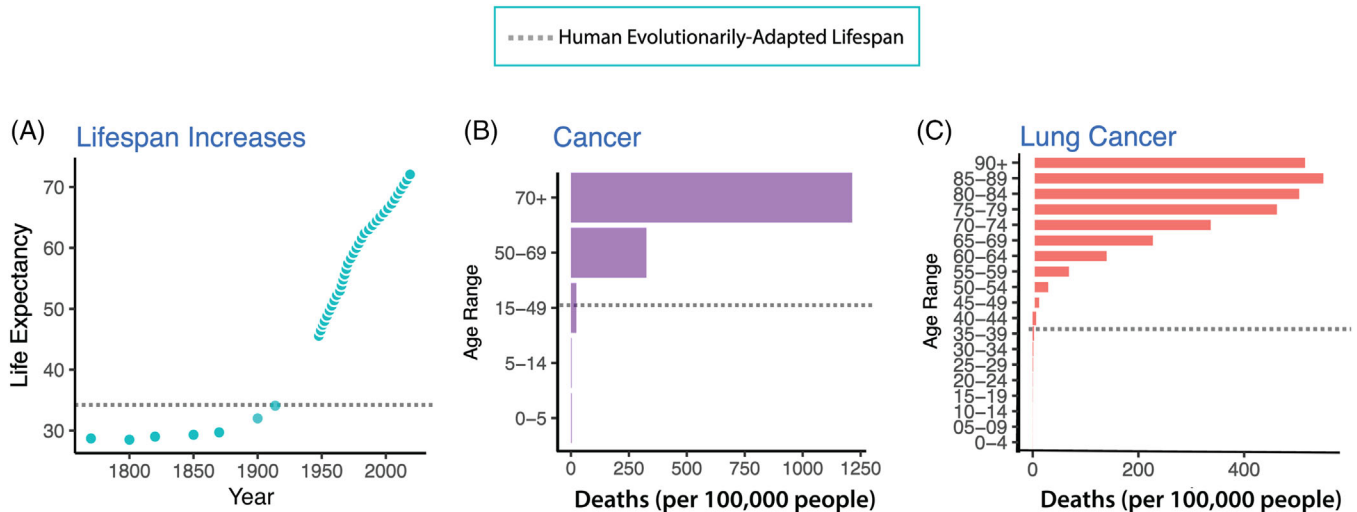 Human Evolutionarily-Adapted Lifespan
(A) Lifespan Increases
70
60
50
40
30
Life Expectancy
1800 1850 1900 1950 2000
Year
(B) Cancer
70+
50–69
15–49
5–14
0–5
Age Range
0 250 500 750 1000 1250
Deaths (per 100,000 people)
(C) Lung Cancer
90+
85–89
80–84
75–79
70–74
65–69
60–64
55–59
50–54
45–49
40–44
35–39
30–34
25–29
20–24
15–19
10–14
05–09
0–4
Age Range
0 200 400
Deaths (per 100,000 people)